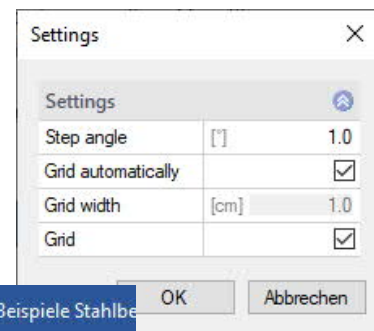 Settings
Settings
Step angle [°] 1.0
Grid automatically
Grid width [cm] 1.0
Grid
OK Abbrechen
Beispiele Stahlbe